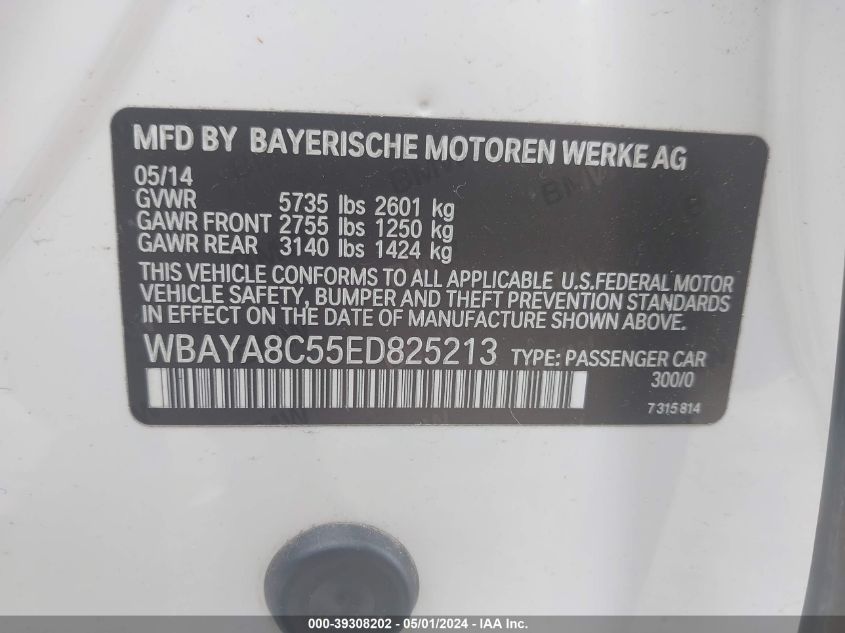 MFD BY BAYERISCHE MOTOREN WERKE AG
05/14
GVWR 5735 lbs 2601 kg
GAWR FRONT 2755 lbs 1250 kg
GAWR REAR 3140 lbs 1424 kg
THIS VEHICLE CONFORMS TO ALL APPLICABLE U.S.FEDERAL MOTOR
VEHICLE SAFETY, BUMPER AND THEFT PREVENTION STANDARDS
IN EFFECT ON THE DATE OF MANUFACTURE SHOWN ABOVE.
WBAYA8C55ED825213 TYPE: PASSENGER CAR
300/0
7 315 814
000-39308202 - 05/01/2024 - IAA Inc.